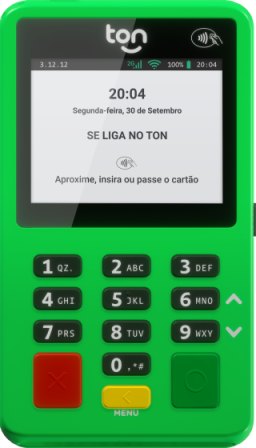 ton
3.12.12 2G 100% 20:04
20:04
Segunda-feira, 30 de Setembro
SE LIGA NO TON
Aproxime, insira ou passe o cartão
1 QZ. 2 ABC 3 DEF
4 GHI 5 JKL 6 MNO
7 PRS 8 TUV 9 WXY
0 ,*#
MENU